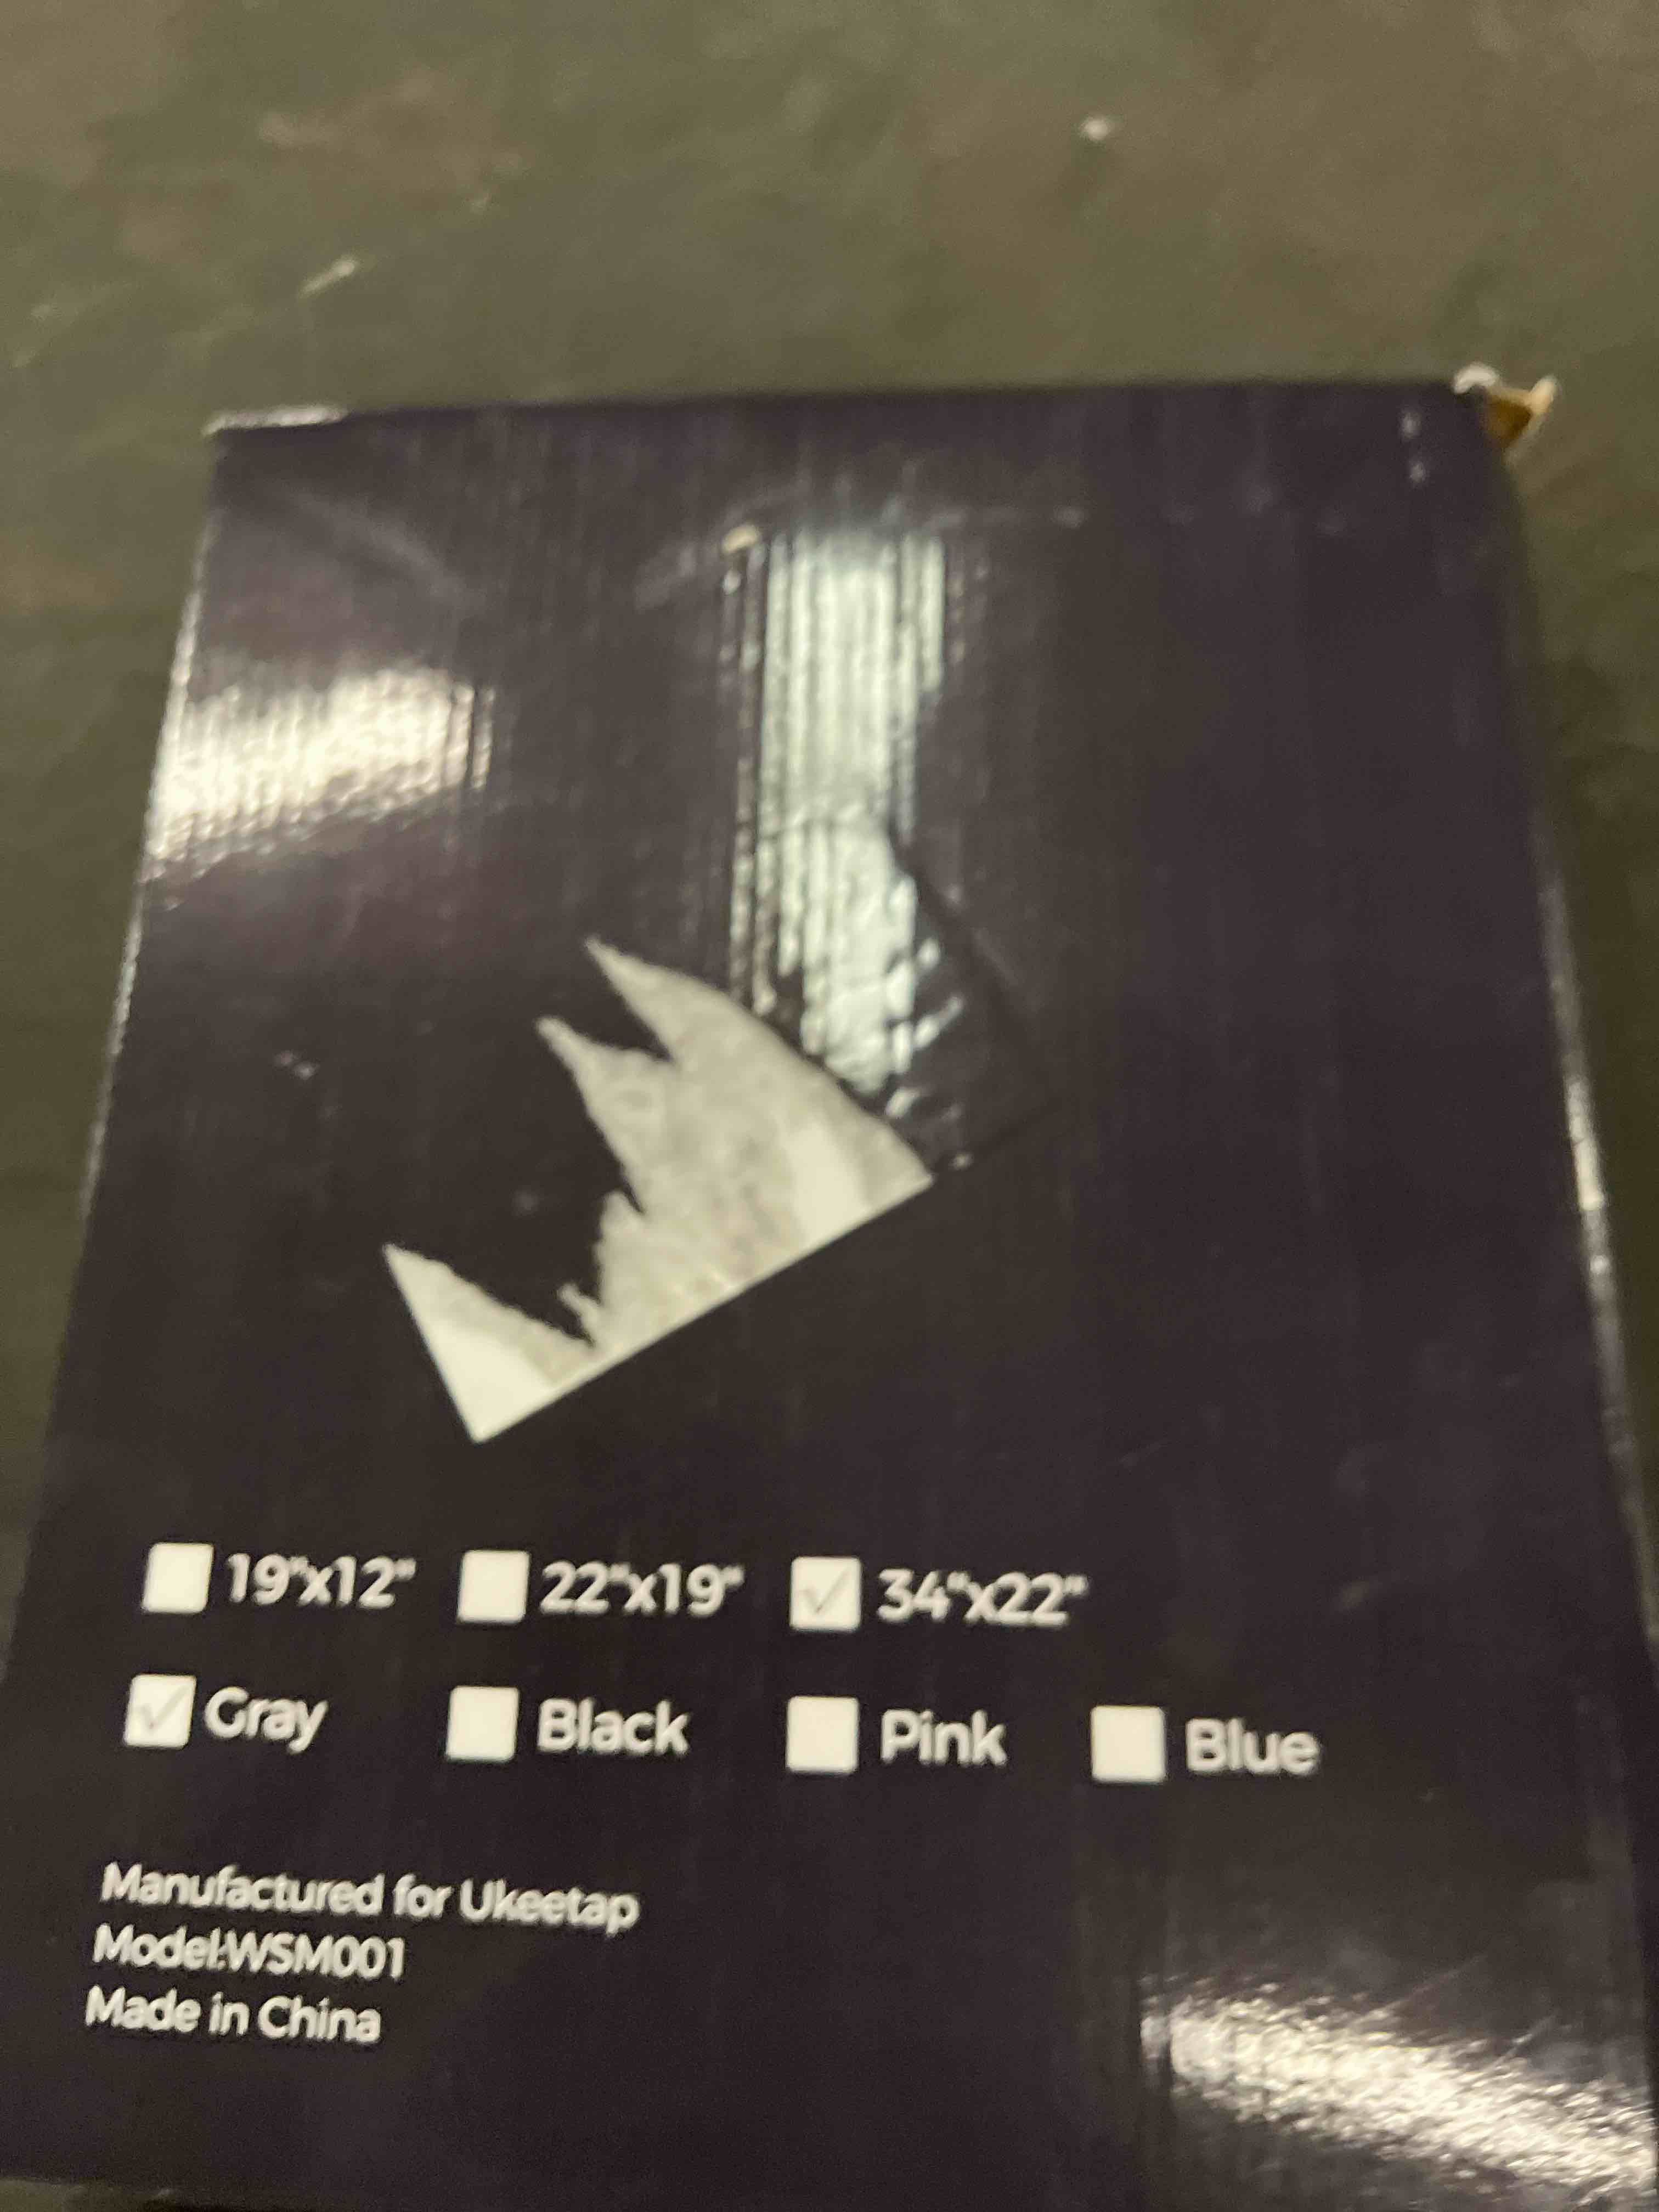 19"x12" 22"x19" 34"x22"
Gray Black Pink Blue
Manufactured for Ukeetap
Model:WSM001
Made in China